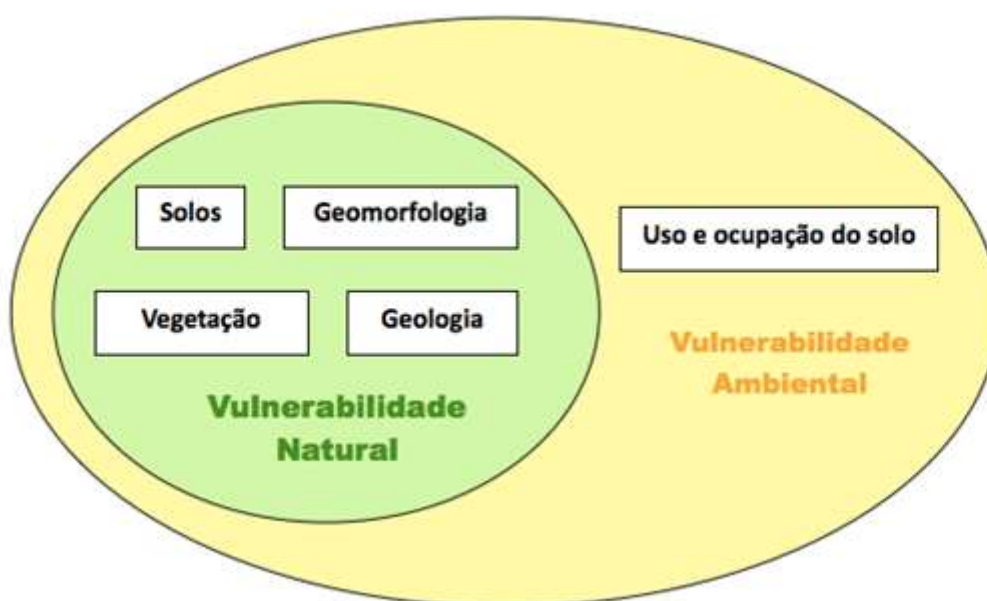 Solos
Geomorfologia
Uso e ocupação do solo
Vegetação
Geologia
Vulnerabilidade
Ambiental
Vulnerabilidade
Natural